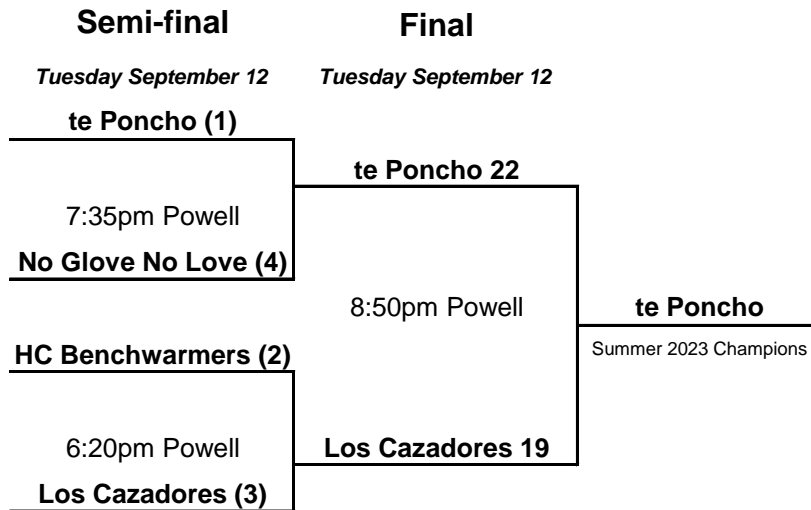 Semi-final
Final
Tuesday September 12
Tuesday September 12
te Poncho (1)
te Poncho 22
7:35pm Powell
No Glove No Love (4)
8:50pm Powell
te Poncho
Summer 2023 Champions
HC Benchwarmers (2)
6:20pm Powell
Los Cazadores 19
Los Cazadores (3)